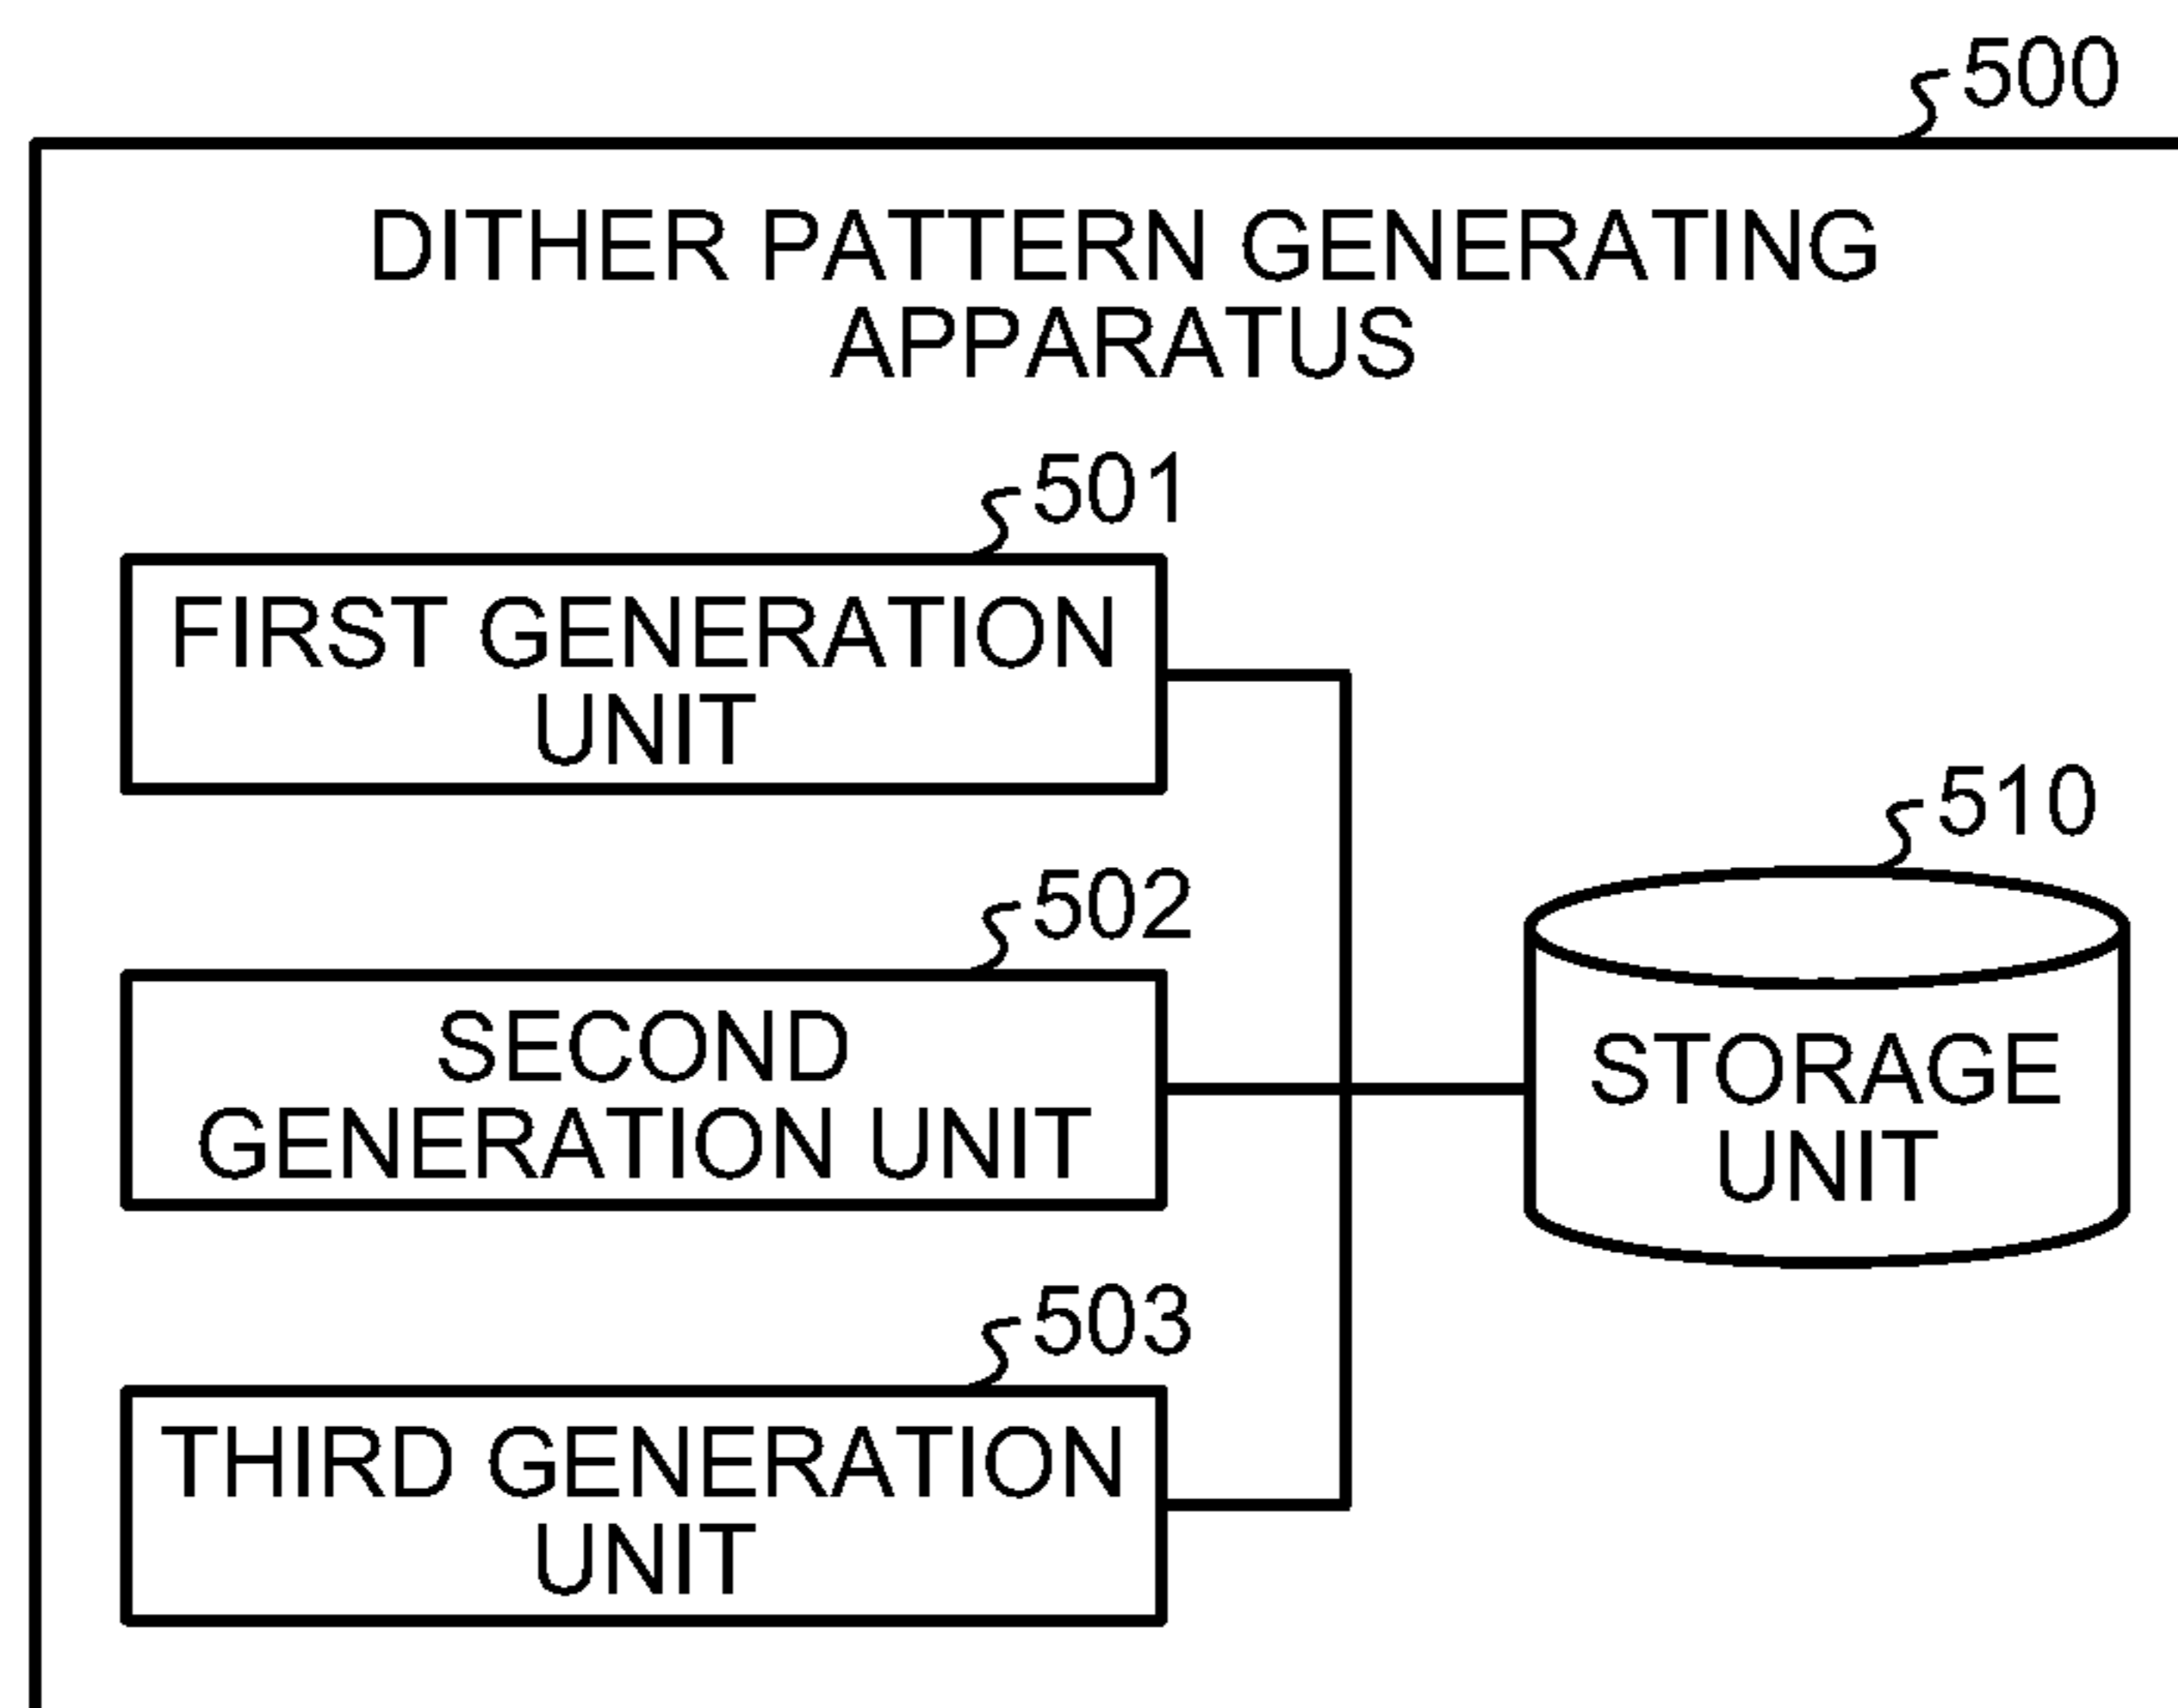 500
DITHER PATTERN GENERATING
APPARATUS
501
FIRST GENERATION
UNIT
510
502
SECOND
GENERATION UNIT
STORAGE
UNIT
503
THIRD GENERATION
UNIT